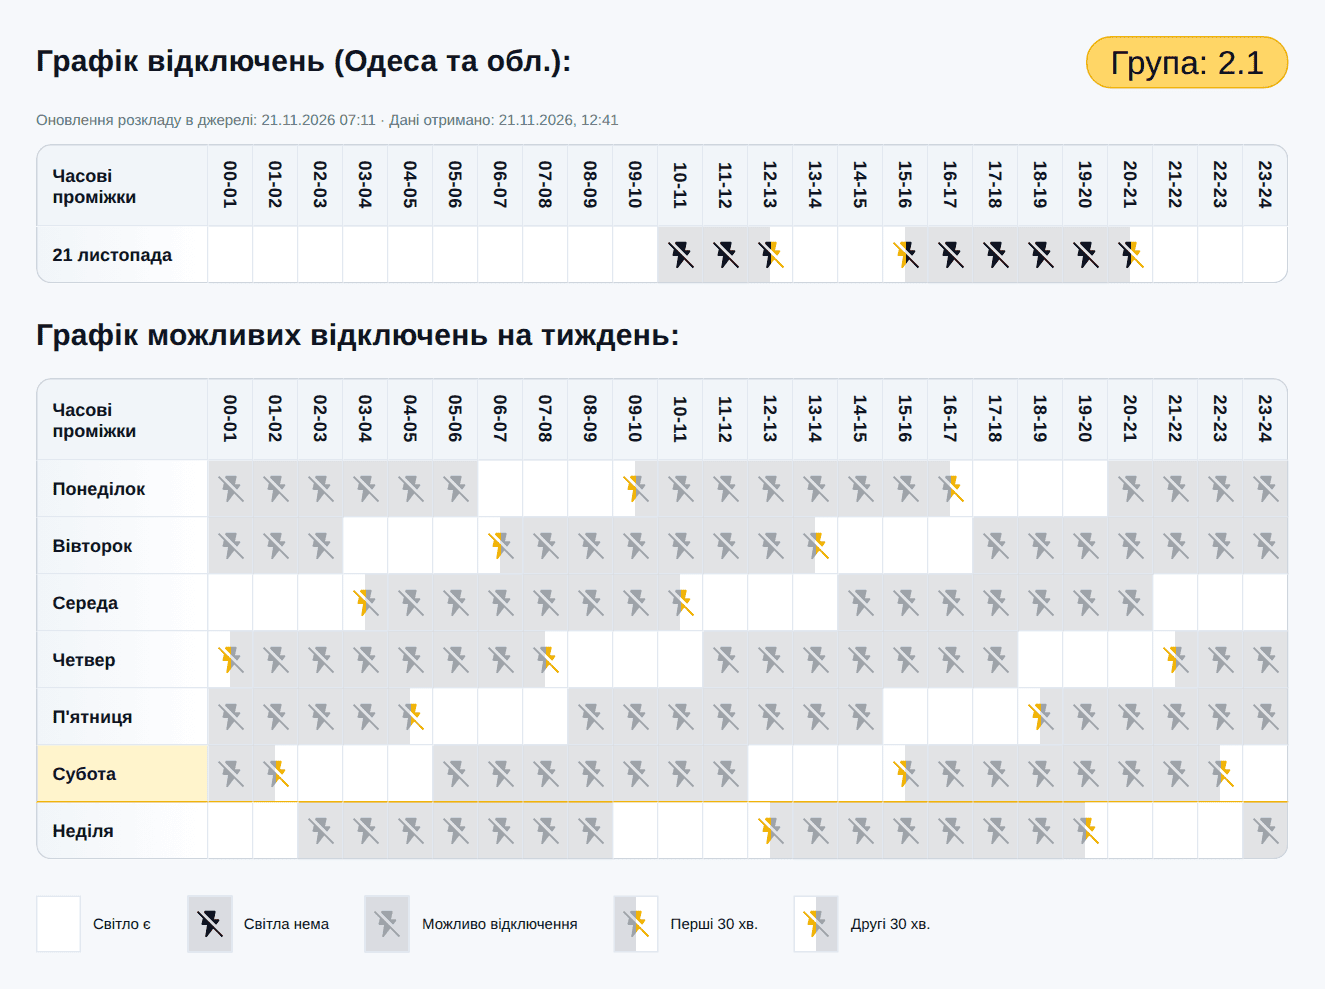 Графік відключень (Одеса та обл.):
Група: 2.1
Оновлення розкладу в джерелі: 21.11.2026 07:11 · Дані отримано: 21.11.2026, 12:41
Часові проміжки 00-01 01-02 02-03 03-04 04-05 05-06 06-07 07-08 08-09 09-10 10-11 11-12 12-13 13-14 14-15 15-16 16-17 17-18 18-19 19-20 20-21 21-22 22-23 23-24
21 листопада
Графік можливих відключень на тиждень:
Часові проміжки 00-01 01-02 02-03 03-04 04-05 05-06 06-07 07-08 08-09 09-10 10-11 11-12 12-13 13-14 14-15 15-16 16-17 17-18 18-19 19-20 20-21 21-22 22-23 23-24
Понеділок
Вівторок
Середа
Четвер
П'ятниця
Субота
Неділя
Світло є Світла нема Можливо відключення Перші 30 хв. Другі 30 хв.